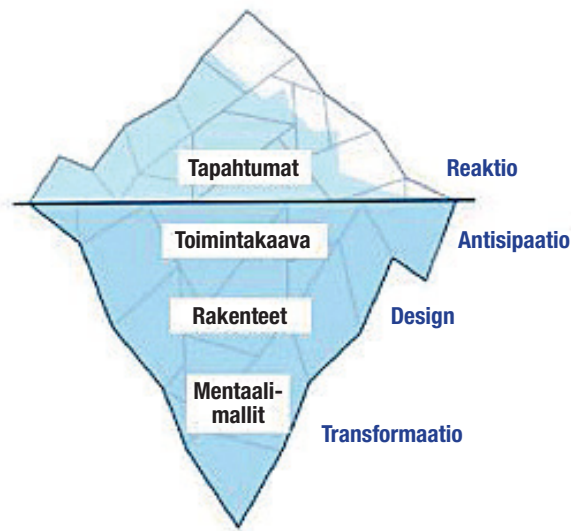 Tapahtumat
Reaktio
Toimintakaava
Antisipaatio
Rakenteet
Design
Mentaali-
mallit
Transformaatio